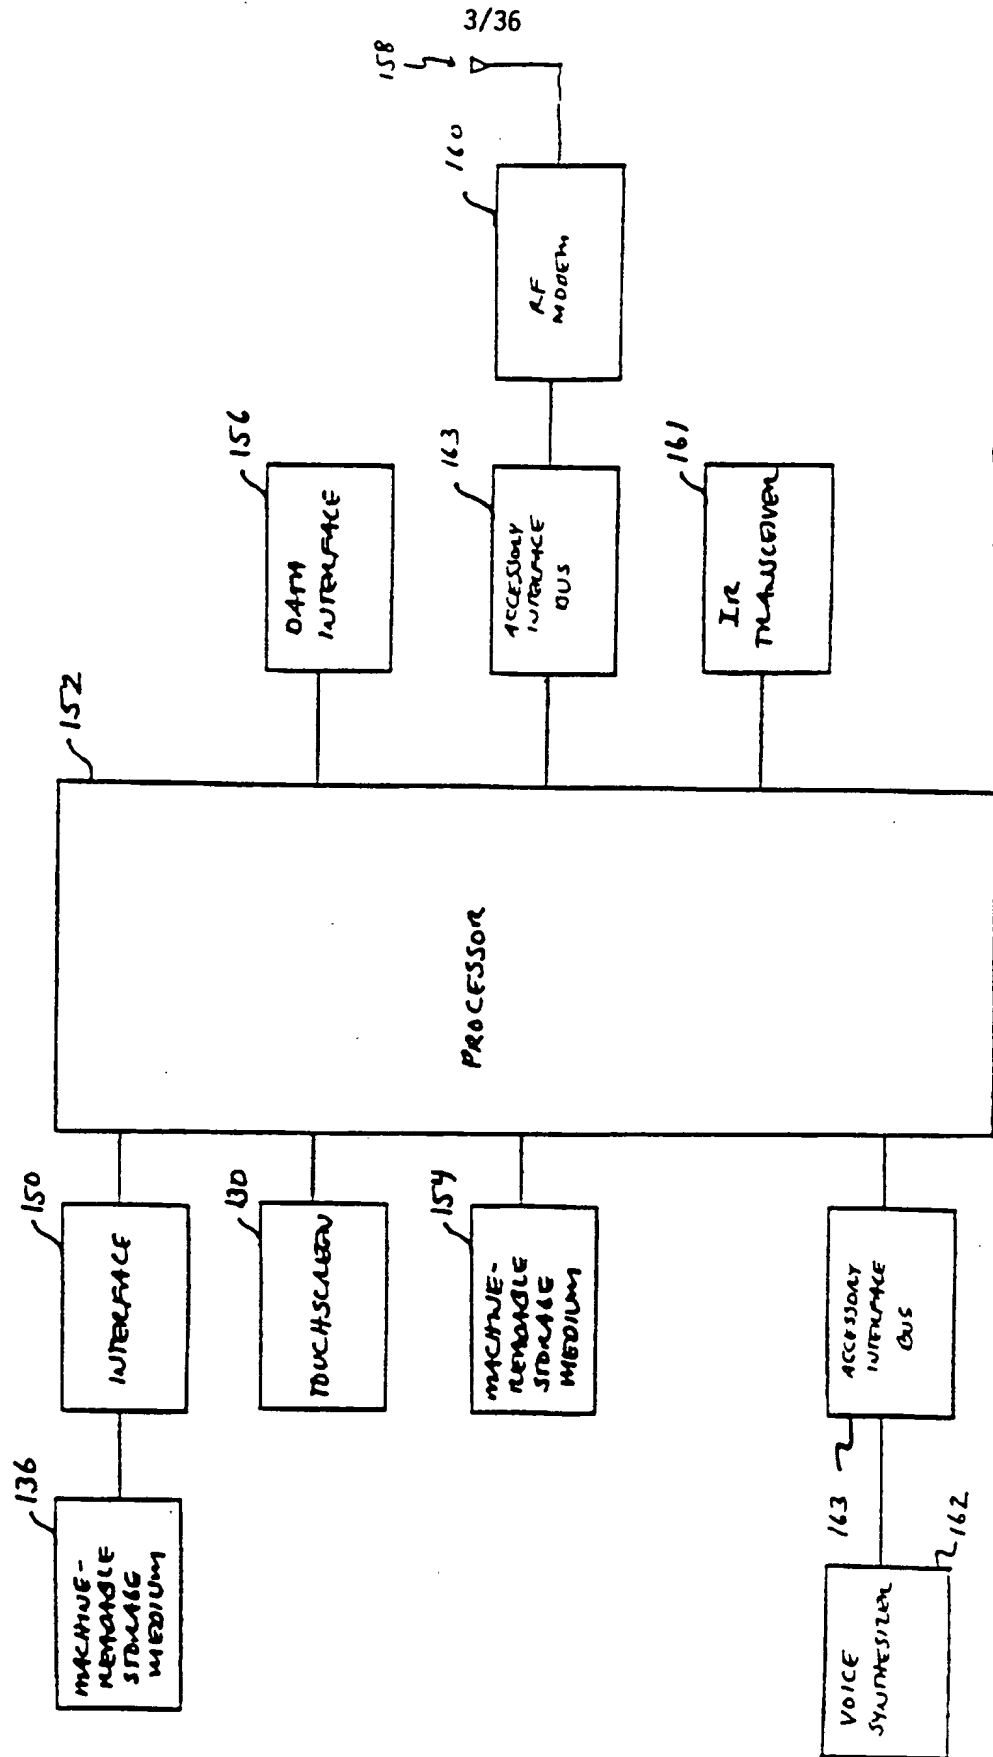 3/36
158
160
RF
MODEM
156
DATA
INTERFACE
163
ACCESSORY
INTERFACE
BUS
161
IR
TRANSCEIVER
152
PROCESSOR
150
INTERFACE
130
TOUCHSCREEN
154
MACHINE-
READABLE
STORAGE
MEDIUM
ACCESSORY
INTERFACE
BUS
163
136
MACHINE-
READABLE
STORAGE
MEDIUM
162
VOICE
SYNTHESIZER